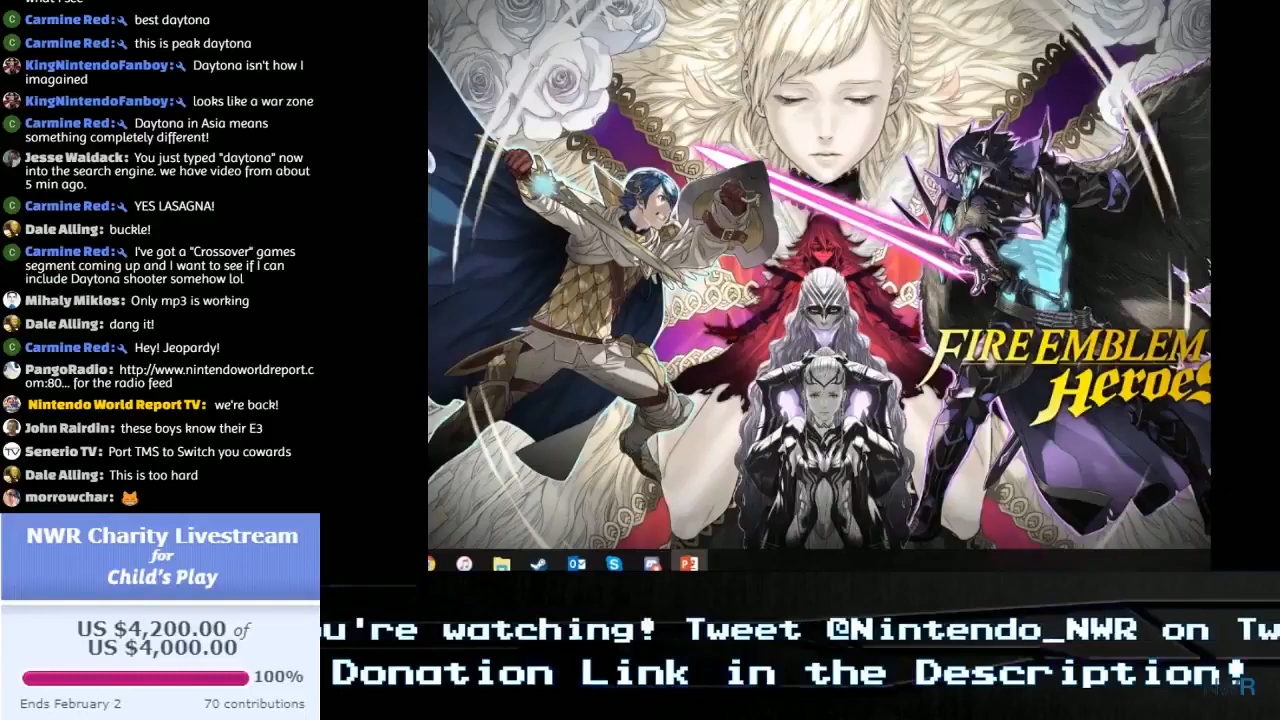 what I see
Carmine Red: best daytona
Carmine Red: this is peak daytona
KingNintendoFanboy: Daytona isn't how I
imagained
KingNintendoFanboy: looks like a war zone
Carmine Red: Daytona in Asia means
something completely different!
Jesse Waldack: You just typed "daytona" now
into the search engine. we have video from about
5 min ago.
Carmine Red: YES LASAGNA!
Dale Alling: buckle!
Carmine Red: I've got a "Crossover" games
segment coming up and I want to see if I can
include Daytona shooter somehow lol
Mihaly Miklos: Only mp3 is working
Dale Alling: dang it!
Carmine Red: Hey! Jeopardy!
PangoRadio: http://www.nintendoworldreport.c
om:80... for the radio feed
Nintendo World Report TV: we're back!
John Rairdin: these boys know their E3
Senerio TV: Port TMS to Switch you cowards
Dale Alling: This is too hard
morrowchar:
NWR Charity Livestream
for
Child's Play
US $4,200.00 of
US $4,000.00
100%
Ends February 2 70 contributions
FIRE EMBLEM
Heroes
ou're watching! Tweet @Nintendo_NWR on Tw
Donation Link in the Description!
NWR